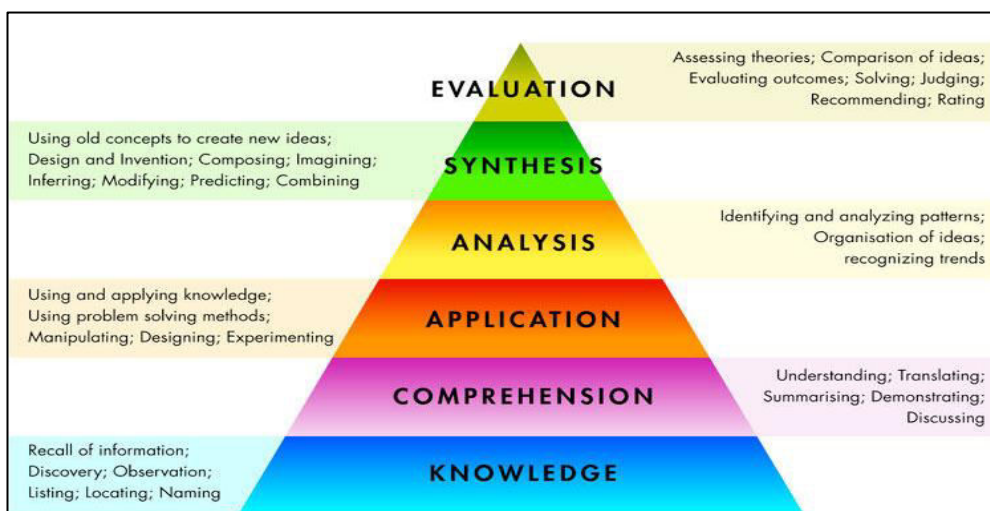 EVALUATION
Assessing theories; Comparison of ideas;
Evaluating outcomes; Solving; Judging;
Recommending; Rating
Using old concepts to create new ideas;
Design and Invention; Composing; Imagining;
Inferring; Modifying; Predicting; Combining
SYNTHESIS
ANALYSIS
Identifying and analyzing patterns;
Organisation of ideas;
recognizing trends
Using and applying knowledge;
Using problem solving methods;
Manipulating; Designing; Experimenting
APPLICATION
COMPREHENSION
Understanding; Translating;
Summarising; Demonstrating;
Discussing
Recall of information;
Discovery; Observation;
Listing; Locating; Naming
KNOWLEDGE